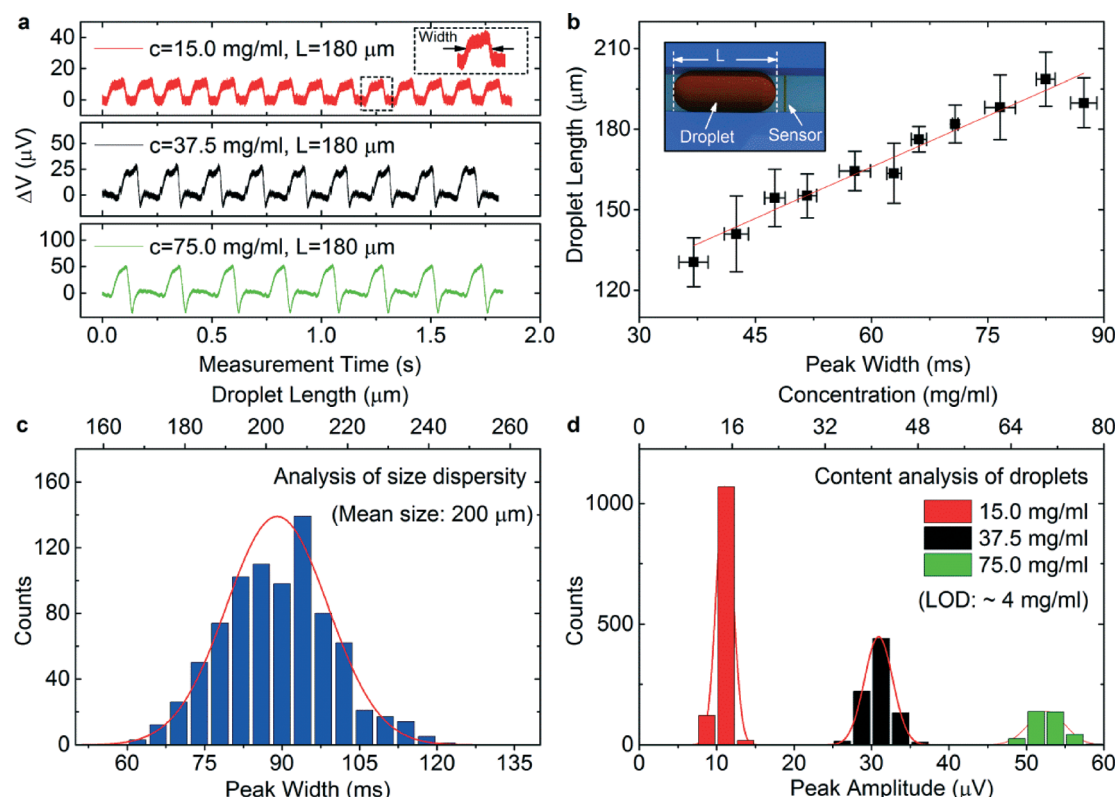 a
c=15.0 mg/ml, L=180 μm
Width
40
20
0
c=37.5 mg/ml, L=180 μm
50
25
0
ΔV (μV)
c=75.0 mg/ml, L=180 μm
100
50
0
0.0 0.5 1.0 1.5 2.0
Measurement Time (s)
b
210
180
150
120
Droplet Length (μm)
L
Droplet
Sensor
30 45 60 75 90
Peak Width (ms)
Droplet Length (μm)
160 180 200 220 240 260
c
Analysis of size dispersity
(Mean size: 200 μm)
160
120
80
40
0
Counts
60 75 90 105 120 135
Peak Width (ms)
Concentration (mg/ml)
0 16 32 48 64 80
d
Content analysis of droplets
15.0 mg/ml
37.5 mg/ml
75.0 mg/ml
(LOD: ~ 4 mg/ml)
1000
500
0
Counts
0 10 20 30 40 50 60
Peak Amplitude (μV)